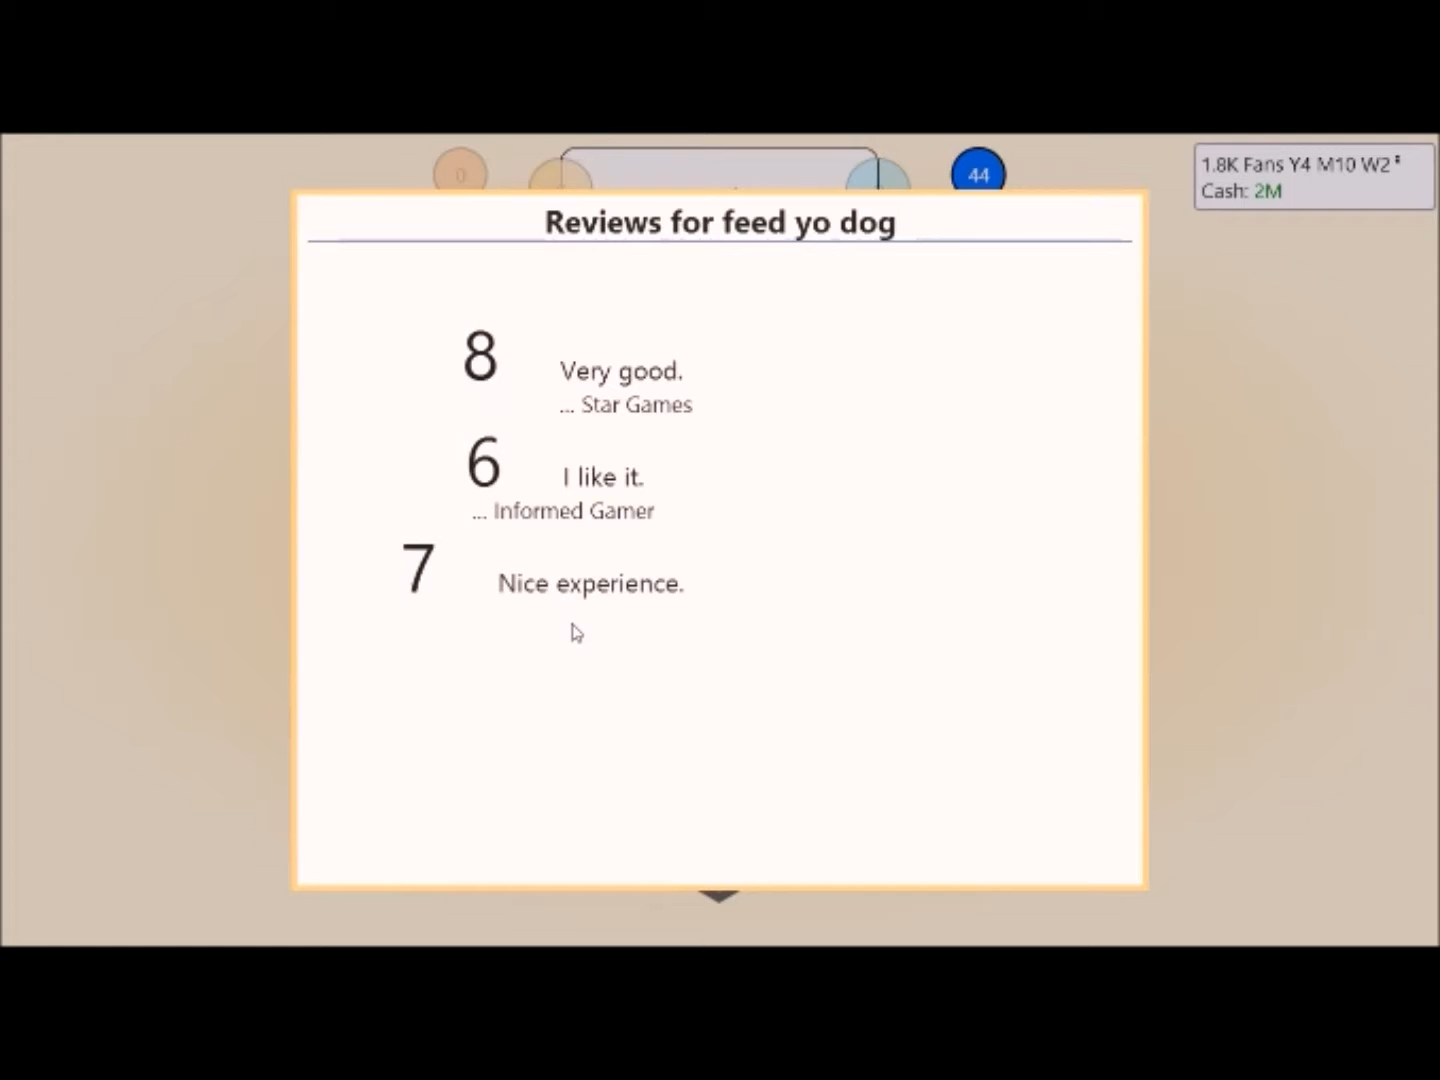 0
44
1.8K Fans Y4 M10 W2
Cash: 2M
Reviews for feed yo dog
8
Very good.
... Star Games
6
I like it.
... Informed Gamer
7
Nice experience.